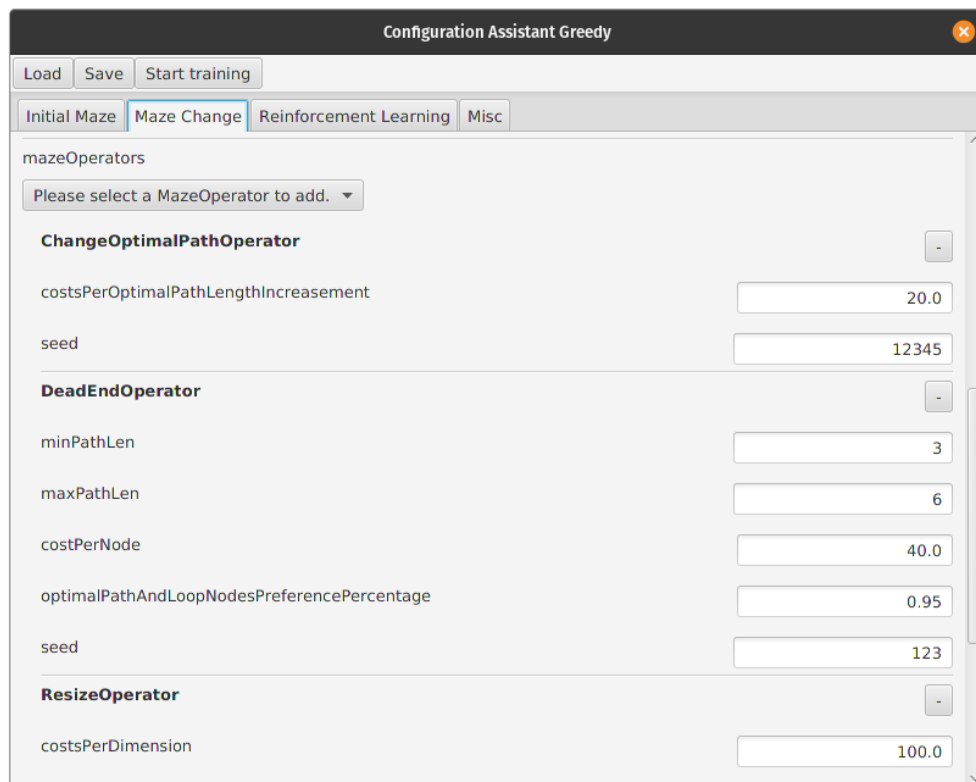 Configuration Assistant Greedy
Load Save Start training
Initial Maze Maze Change Reinforcement Learning Misc
mazeOperators
Please select a MazeOperator to add.
ChangeOptimalPathOperator -
costsPerOptimalPathLengthIncreasement 20.0
seed 12345
DeadEndOperator -
minPathLen 3
maxPathLen 6
costPerNode 40.0
optimalPathAndLoopNodesPreferencePercentage 0.95
seed 123
ResizeOperator -
costsPerDimension 100.0